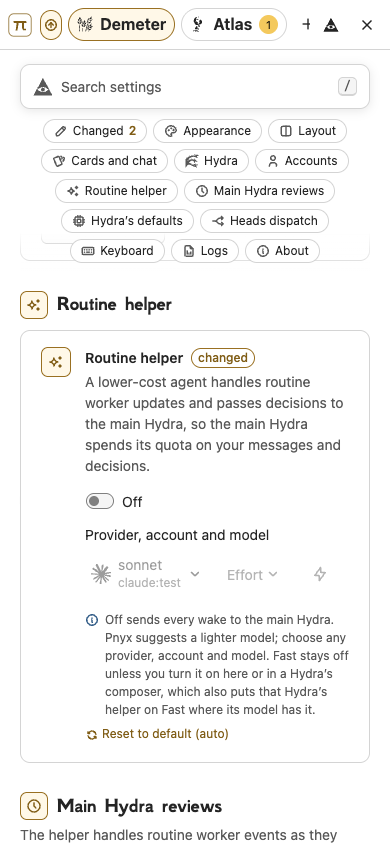 π
Demeter
Atlas 1
Search settings /
Changed 2
Appearance
Layout
Cards and chat
Hydra
Accounts
Routine helper
Main Hydra reviews
Hydra's defaults
Heads dispatch
Keyboard
Logs
About
Routine helper
Routine helper changed
A lower-cost agent handles routine
worker updates and passes decisions to
the main Hydra, so the main Hydra
spends its quota on your messages and
decisions.
Off
Provider, account and model
sonnet
claude:test
Effort
Off sends every wake to the main Hydra.
Pnyx suggests a lighter model; choose any
provider, account and model. Fast stays off
unless you turn it on here or in a Hydra's
composer, which also puts that Hydra's
helper on Fast where its model has it.
Reset to default (auto)
Main Hydra reviews
The helper handles routine worker events as they